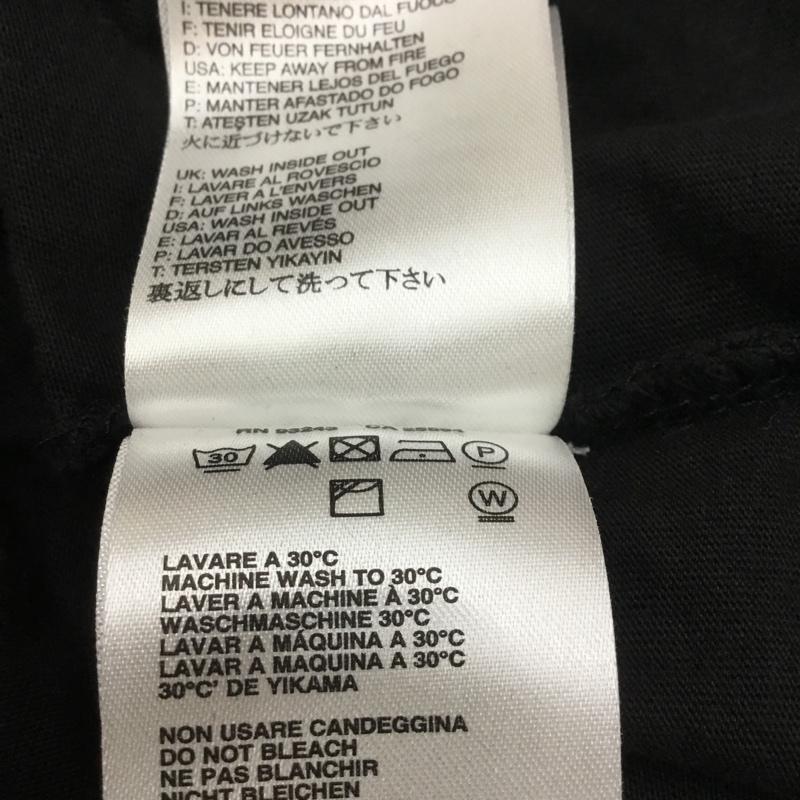 I: TENERE LONTANO DAL FUOCO
F: TENIR ELOIGNE DU FEU
D: VON FEUER FERNHALTEN
USA: KEEP AWAY FROM FIRE
E: MANTENER LEJOS DEL FUEGO
P: MANTER AFASTADO DO FOGO
T: ATEŞTEN UZAK TUTUN
火に近づけないで下さい
UK: WASH INSIDE OUT
I: LAVARE AL ROVESCIO
F: LAVER A L'ENVERS
D: AUF LINKS WASCHEN
USA: WASH INSIDE OUT
E: LAVAR AL REVÉS
P: LAVAR DO AVESSO
T: TERSTEN YIKAYIN
裏返しにして洗って下さい
RN 93243 CA
30 P
W
LAVARE A 30°C
MACHINE WASH TO 30°C
LAVER A MACHINE À 30°C
WASCHMASCHINE 30°C
LAVAR A MÁQUINA A 30°C
LAVAR A MAQUINA A 30°C
30°C' DE YIKAMA
NON USARE CANDEGGINA
DO NOT BLEACH
NE PAS BLANCHIR
NICHT BLEICHEN